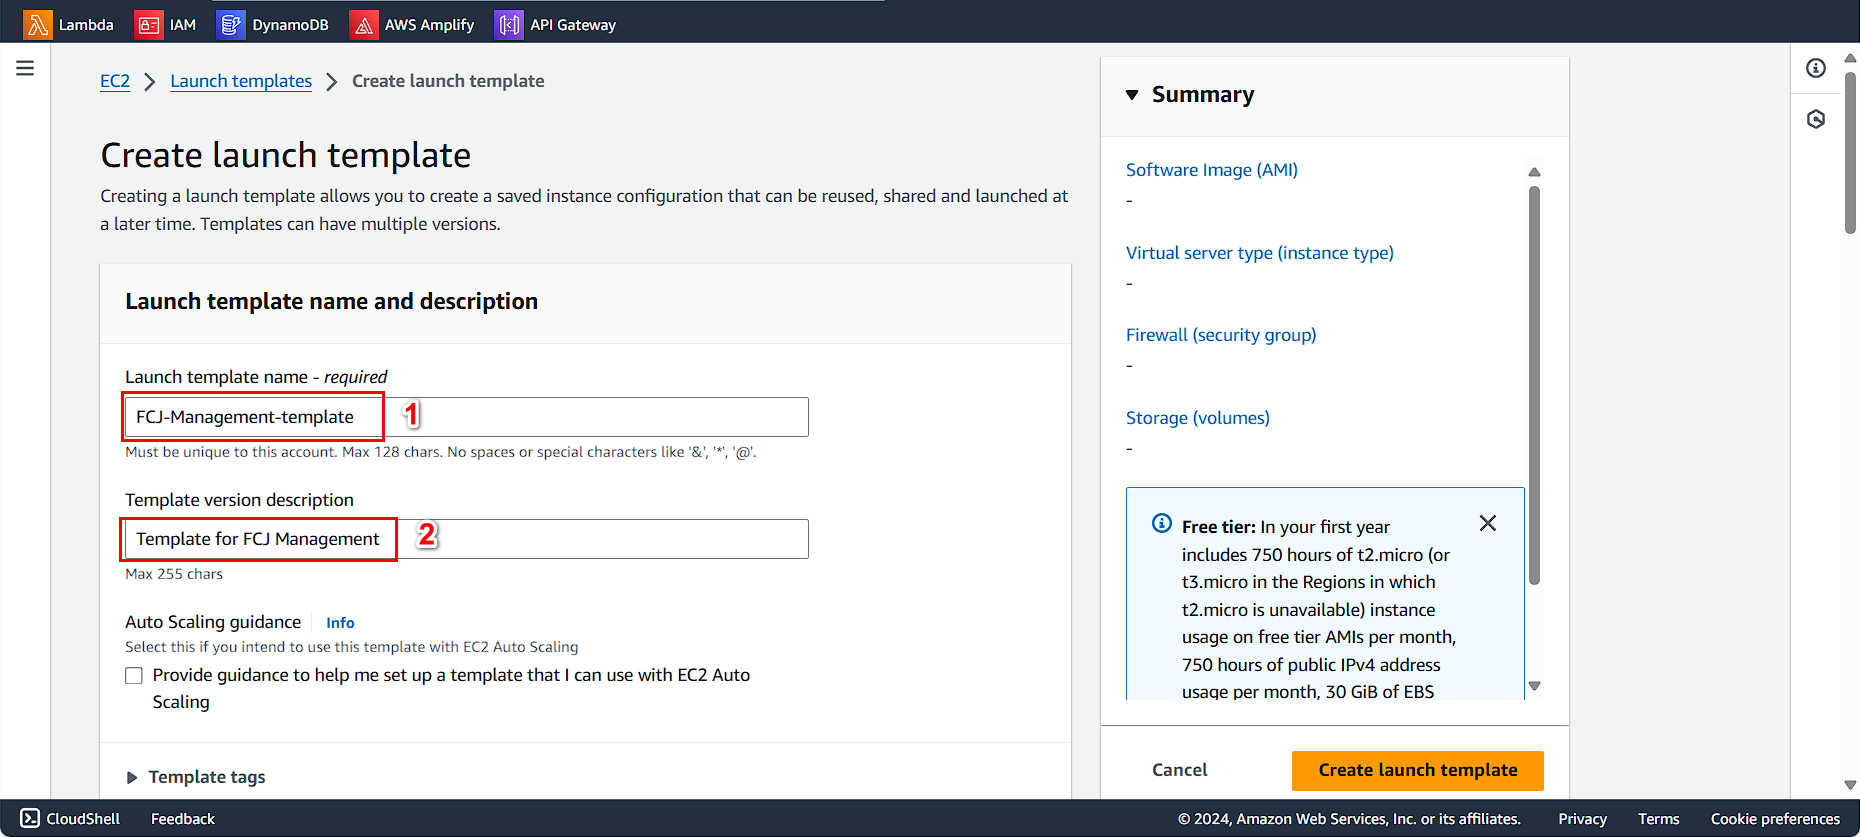 Lambda IAM DynamoDB AWS Amplify API Gateway
EC2 Launch templates Create launch template
Create launch template
Creating a launch template allows you to create a saved instance configuration that can be reused, shared and launched at
a later time. Templates can have multiple versions.
Launch template name and description
Launch template name - required
FCJ-Management-template
1
Must be unique to this account. Max 128 chars. No spaces or special characters like '&', '*', '@'.
Template version description
Template for FCJ Management
2
Max 255 chars
Auto Scaling guidance Info
Select this if you intend to use this template with EC2 Auto Scaling
Provide guidance to help me set up a template that I can use with EC2 Auto
Scaling
Template tags
Summary
Software Image (AMI)
-
Virtual server type (instance type)
-
Firewall (security group)
-
Storage (volumes)
-
Free tier: In your first year
includes 750 hours of t2.micro (or
t3.micro in the Regions in which
t2.micro is unavailable) instance
usage on free tier AMIs per month,
750 hours of public IPv4 address
usage per month, 30 GiB of EBS
Cancel Create launch template
CloudShell Feedback © 2024, Amazon Web Services, Inc. or its affiliates. Privacy Terms Cookie preferences